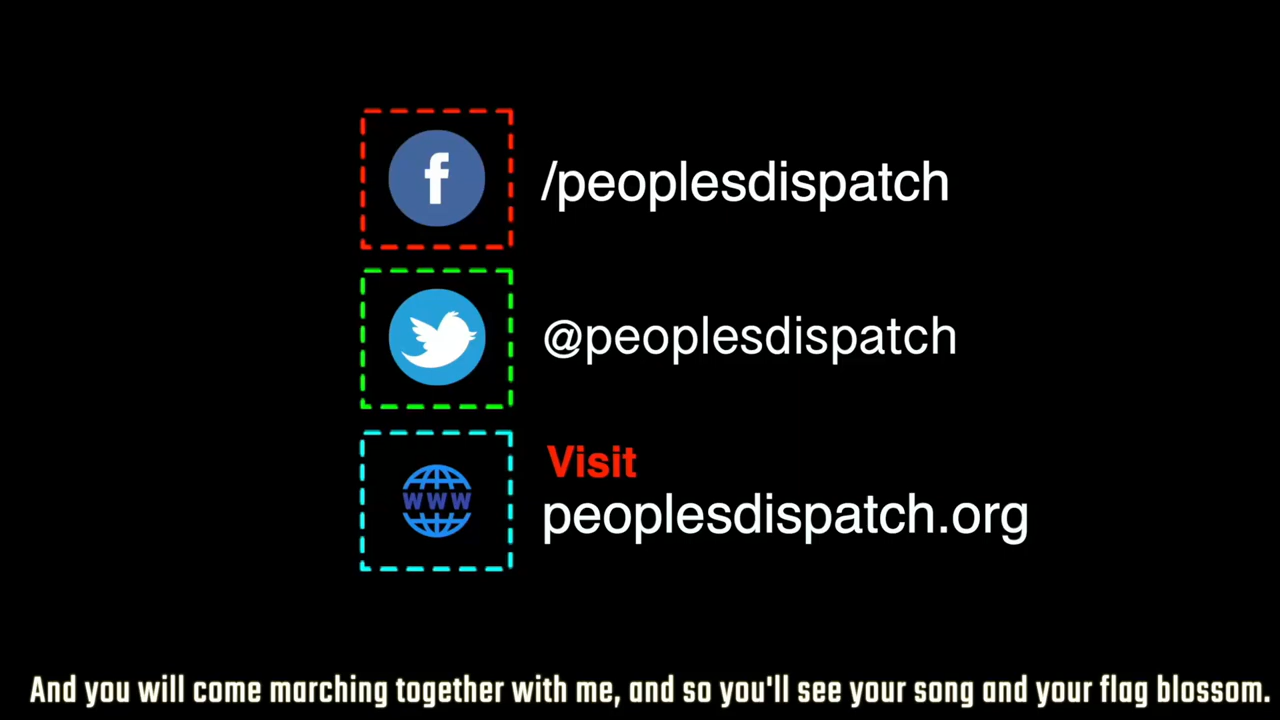 f
/peoplesdispatch
@peoplesdispatch
Visit
WWW
peoplesdispatch.org
And you will come marching together with me, and so you'll see your song and your flag blossom.